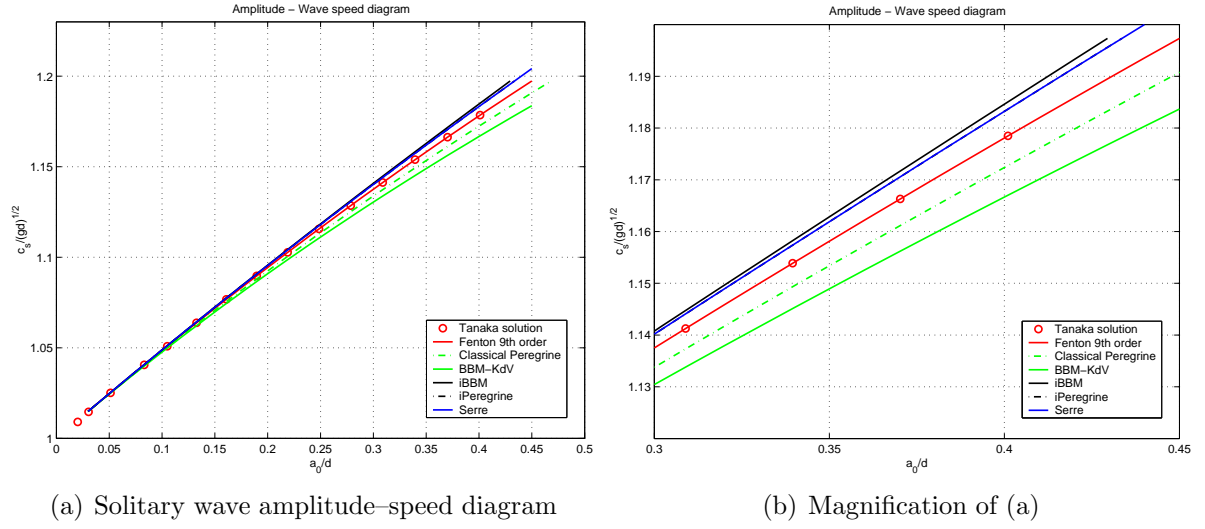 Amplitude − Wave speed diagram
c_s/(gd)^{1/2}
1.2
1.15
1.1
1.05
1
0
0.05
0.1
0.15
0.2
0.25
0.3
0.35
0.4
0.45
0.5
a_0/d
Tanaka solution
Fenton 9th order
Classical Peregrine
BBM−KdV
iBBM
iPeregrine
Serre
(a) Solitary wave amplitude–speed diagram
Amplitude − Wave speed diagram
c_s/(gd)^{1/2}
1.19
1.18
1.17
1.16
1.15
1.14
1.13
0.3
0.35
0.4
0.45
a_0/d
Tanaka solution
Fenton 9th order
Classical Peregrine
BBM−KdV
iBBM
iPeregrine
Serre
(b) Magnification of (a)